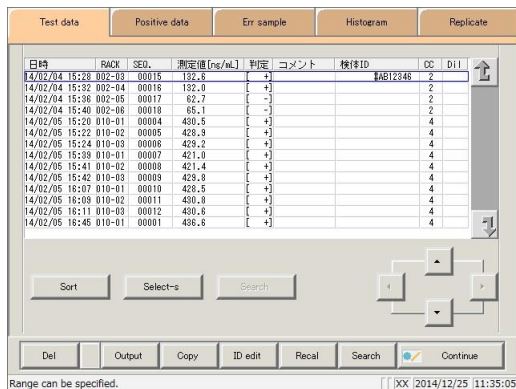 Test data Positive data Err sample Histogram Replicate
日時 RACK SEQ. 測定値[ng/mL] 判定 コメント 検体ID CC Dil
14/02/04 15:28 002-03 00015 132.6 [ +] ‡AB12346 2
14/02/04 15:32 002-04 00016 132.0 [ +] 2
14/02/04 15:36 002-05 00017 62.7 [ -] 2
14/02/04 15:40 002-06 00018 65.1 [ -] 2
14/02/05 15:20 010-01 00004 430.5 [ +] 4
14/02/05 15:22 010-02 00005 428.9 [ +] 4
14/02/05 15:24 010-03 00006 429.2 [ +] 4
14/02/05 15:39 010-01 00007 421.0 [ +] 4
14/02/05 15:41 010-02 00008 421.4 [ +] 4
14/02/05 15:42 010-03 00009 429.8 [ +] 4
14/02/05 16:07 010-01 00010 428.5 [ +] 4
14/02/05 16:09 010-02 00011 430.8 [ +] 4
14/02/05 16:11 010-03 00012 430.6 [ +] 4
14/02/05 16:45 010-01 00001 436.6 [ +] 4
Sort Select-s Search
Del Output Copy ID edit Recal Search Continue
Range can be specified. [ [ XX 2014/12/25 11:35:05